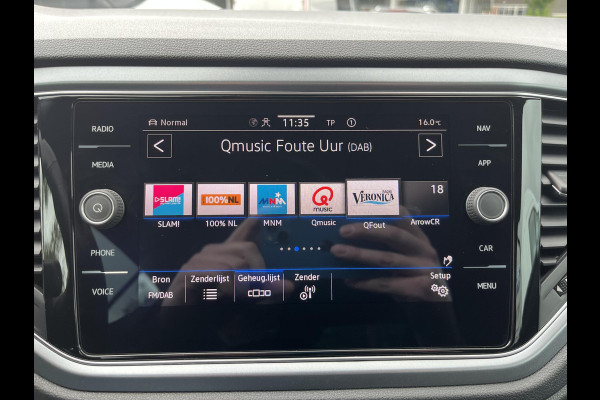 RADIO
MEDIA
PHONE
VOICE
Normal 11:35 TP 1 16.0°C
< Qmusic Foute Uur (DAB) >
SLAM! 100%NL MNM Q music RADIO VERONICA 18
SLAM! 100% NL MNM Qmusic QFout ArrowCR
Bron Zenderlijst Geheug.lijst Zender Setup
FM/DAB
NAV
APP
CAR
MENU